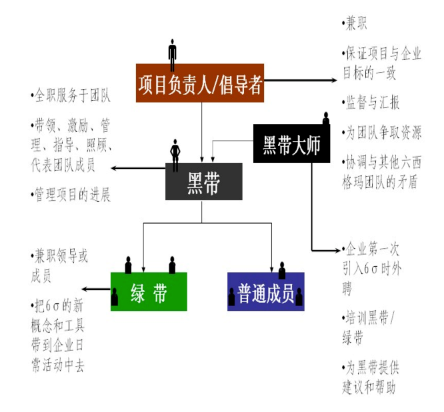 •兼职
•保证项目与企业
目标的一致
•监督与汇报
•为团队争取资源
•协调与其他六西
格玛团队的矛盾
项目负责人/倡导者
•全职服务于团队
•带领、激励、管
理、指导、照顾、
代表团队成员
•管理项目的进展
黑带大师
黑带
•兼职领导或
成员
•把6σ的新
概念和工具
带到企业日
常活动中去
绿 带
普通成员
•企业第一次
引入6σ时外
聘
•培训黑带/
绿带
•为黑带提供
建议和帮助